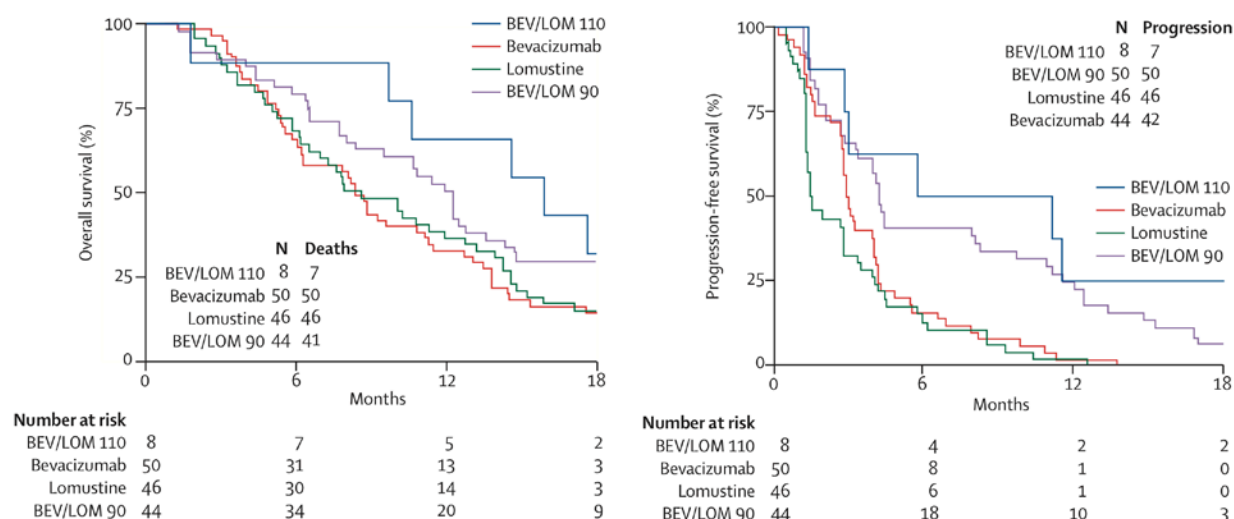 100
75
50
25
0
Overall survival (%)
BEV/LOM 110
Bevacizumab
Lomustine
BEV/LOM 90
N Deaths
BEV/LOM 110 8 7
Bevacizumab 50 50
Lomustine 46 46
BEV/LOM 90 44 41
0 6 12 18
Months
Number at risk
BEV/LOM 110 8 7 5 2
Bevacizumab 50 31 13 3
Lomustine 46 30 14 3
BEV/LOM 90 44 34 20 9
100
75
50
25
0
Progression-free survival (%)
N Progression
BEV/LOM 110 8 7
BEV/LOM 90 50 50
Lomustine 46 46
Bevacizumab 44 42
BEV/LOM 110
Bevacizumab
Lomustine
BEV/LOM 90
0 6 12 18
Months
Number at risk
BEV/LOM 110 8 4 2 2
Bevacizumab 50 8 1 0
Lomustine 46 6 1 0
BEV/LOM 90 44 18 10 3